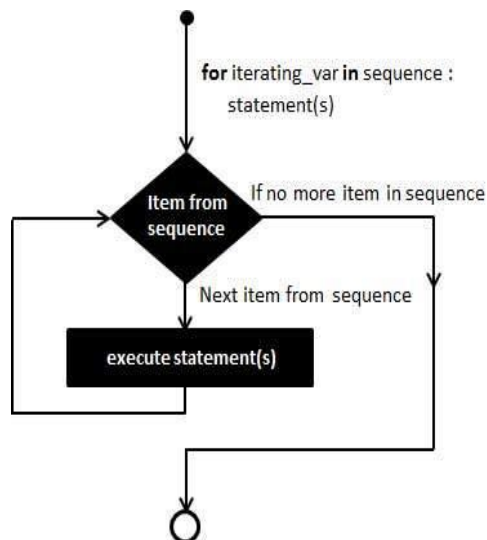 for iterating_var in sequence :
statement(s)
Item from
sequence
If no more item in sequence
Next item from sequence
execute statement(s)